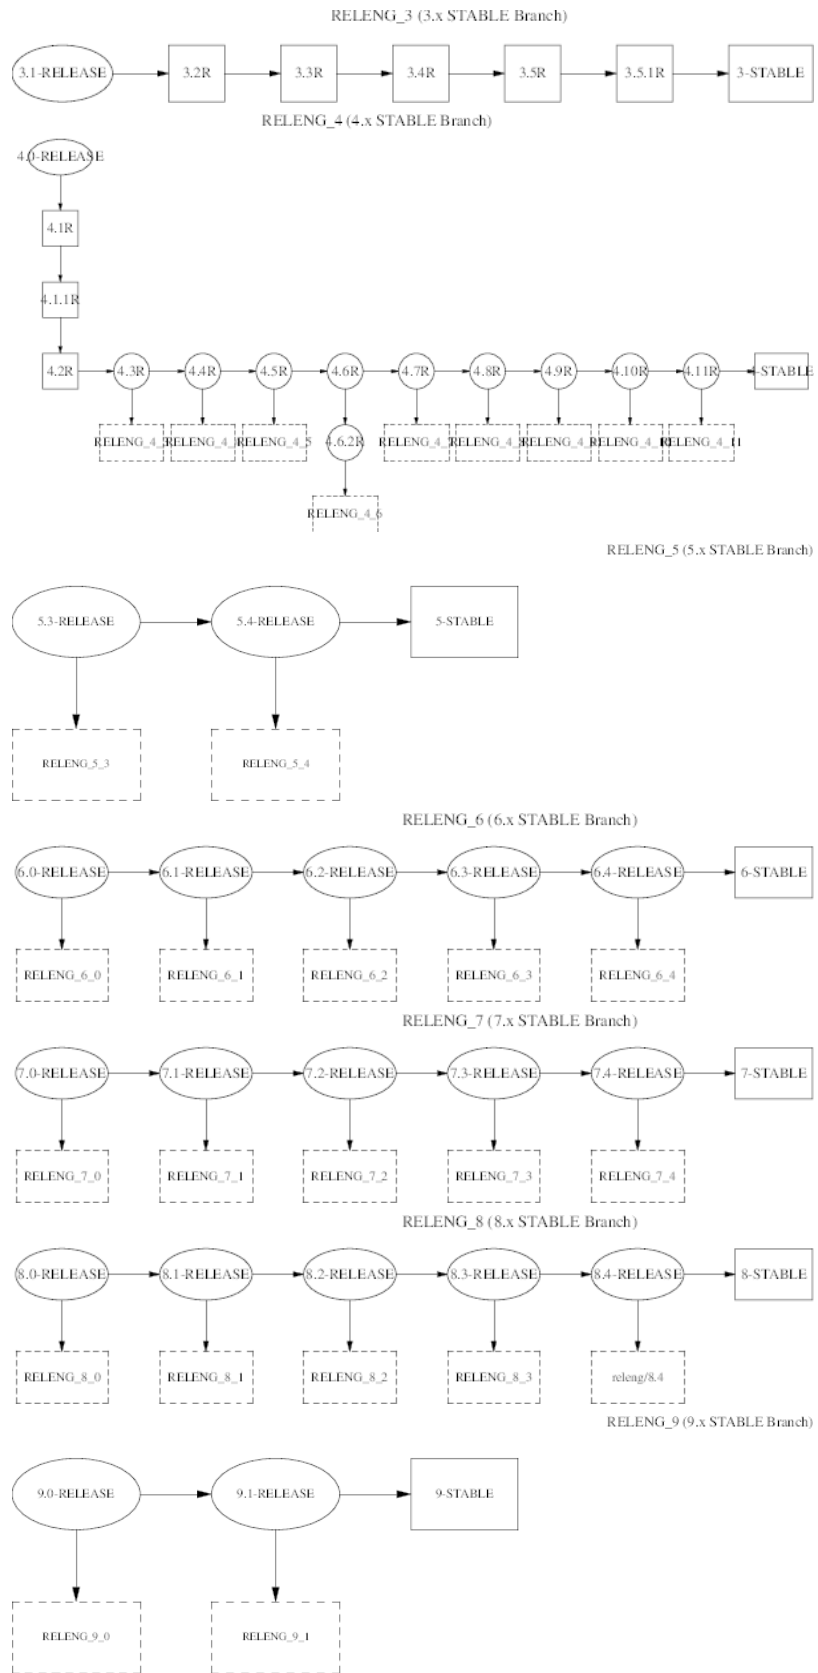 RELENG_3 (3.x STABLE Branch)
3.1-RELEASE 3.2R 3.3R 3.4R 3.5R 3.5.1R 3-STABLE
RELENG_4 (4.x STABLE Branch)
4.0-RELEASE
4.1R
4.1.1R
4.2R 4.3R 4.4R 4.5R 4.6R 4.7R 4.8R 4.9R 4.10R 4.11R 4-STABLE
RELENG_4_5 4.6.2R RELENG_4_11
RELENG_4_6
RELENG_5 (5.x STABLE Branch)
5.3-RELEASE 5.4-RELEASE 5-STABLE
RELENG_5_3 RELENG_5_4
RELENG_6 (6.x STABLE Branch)
6.0-RELEASE 6.1-RELEASE 6.2-RELEASE 6.3-RELEASE 6.4-RELEASE 6-STABLE
RELENG_6_0 RELENG_6_1 RELENG_6_2 RELENG_6_3 RELENG_6_4
RELENG_7 (7.x STABLE Branch)
7.0-RELEASE 7.1-RELEASE 7.2-RELEASE 7.3-RELEASE 7.4-RELEASE 7-STABLE
RELENG_7_0 RELENG_7_1 RELENG_7_2 RELENG_7_3 RELENG_7_4
RELENG_8 (8.x STABLE Branch)
8.0-RELEASE 8.1-RELEASE 8.2-RELEASE 8.3-RELEASE 8.4-RELEASE 8-STABLE
RELENG_8_0 RELENG_8_1 RELENG_8_2 RELENG_8_3 releng/8.4
RELENG_9 (9.x STABLE Branch)
9.0-RELEASE 9.1-RELEASE 9-STABLE
RELENG_9_0 RELENG_9_1